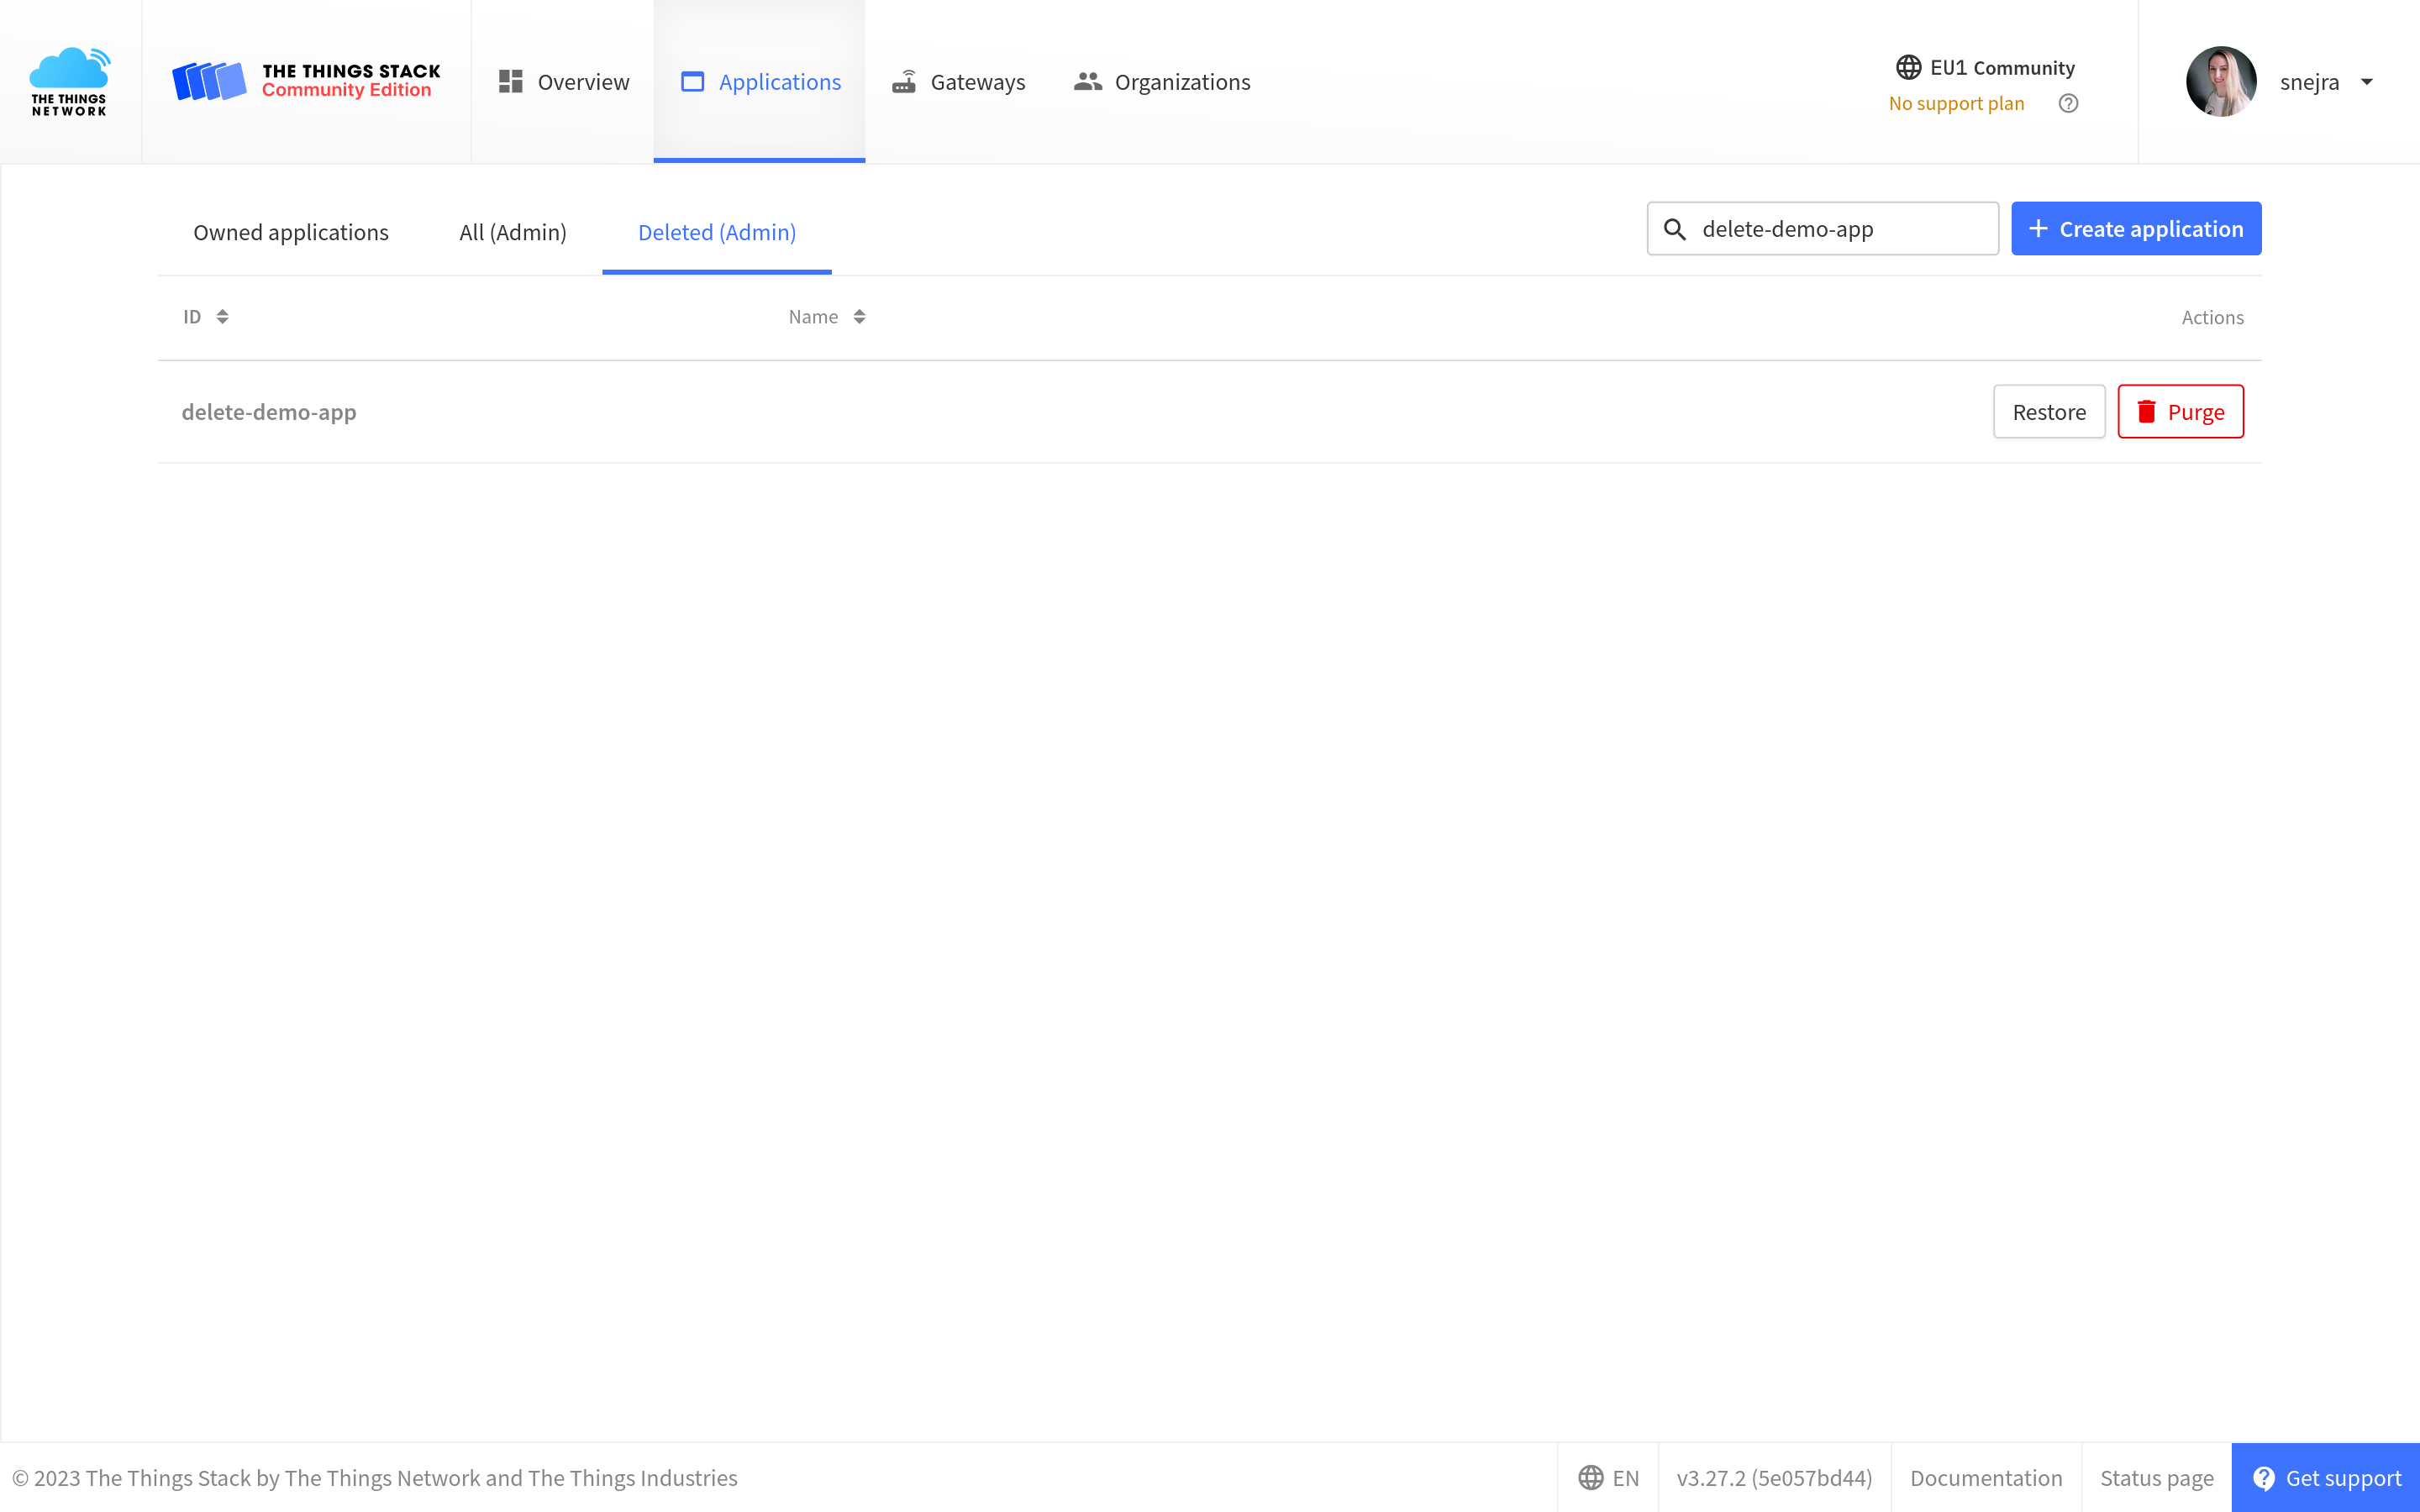 THE THINGS
NETWORK
THE THINGS STACK
Community Edition
Overview
Applications
Gateways
Organizations
EU1 Community
No support plan
snejra
Owned applications
All (Admin)
Deleted (Admin)
delete-demo-app
+ Create application
ID
Name
Actions
delete-demo-app
Restore
Purge
© 2023 The Things Stack by The Things Network and The Things Industries
EN
v3.27.2 (5e057bd44)
Documentation
Status page
Get support